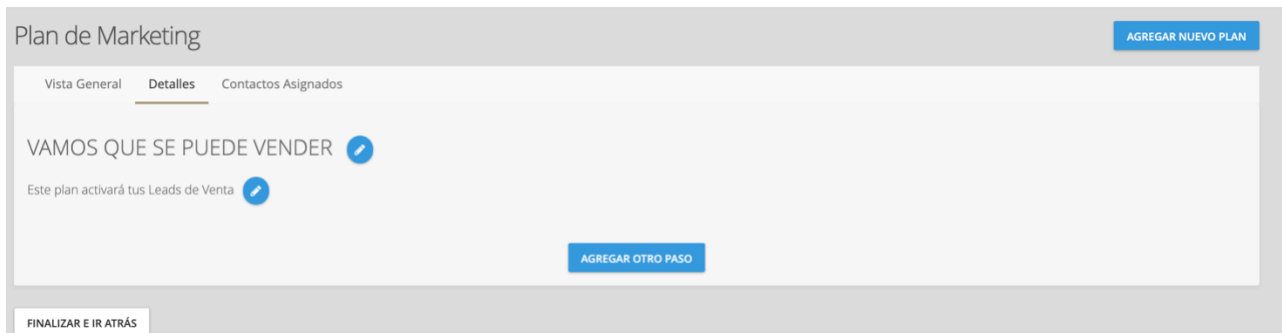 Plan de Marketing
AGREGAR NUEVO PLAN
Vista General Detalles Contactos Asignados
VAMOS QUE SE PUEDE VENDER
Este plan activará tus Leads de Venta
AGREGAR OTRO PASO
FINALIZAR E IR ATRÁS